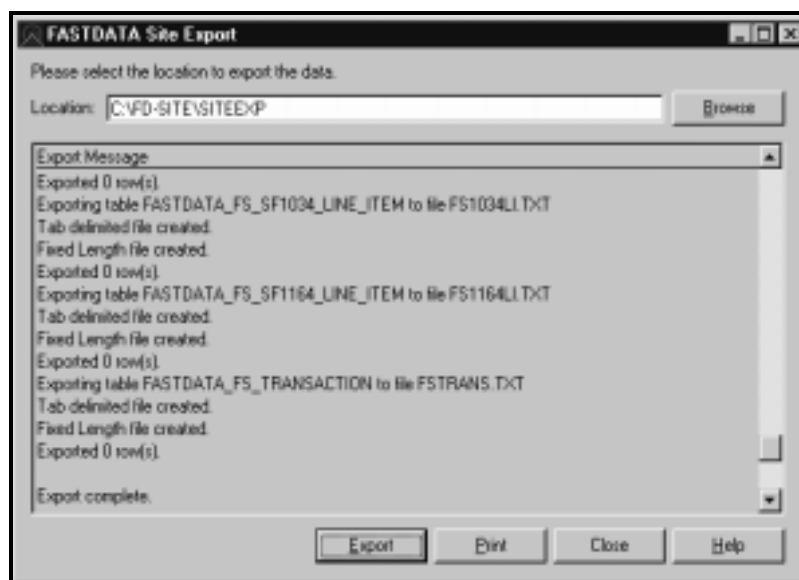 FASTDATA Site Export
Please select the location to export the data.
Location: C:\FD-SITE\SITEEXP Browse
Export Message
Exported 0 row(s).
Exporting table FASTDATA_FS_SF1034_LINE_ITEM to file FS1034LI.TXT
Tab delimited file created.
Fixed Length file created.
Exported 0 row(s).
Exporting table FASTDATA_FS_SF1164_LINE_ITEM to file FS1164LI.TXT
Tab delimited file created.
Fixed Length file created.
Exported 0 row(s).
Exporting table FASTDATA_FS_TRANSACTION to file FSTRANS.TXT
Tab delimited file created.
Fixed Length file created.
Exported 0 row(s).
Export complete.
Export Print Close Help